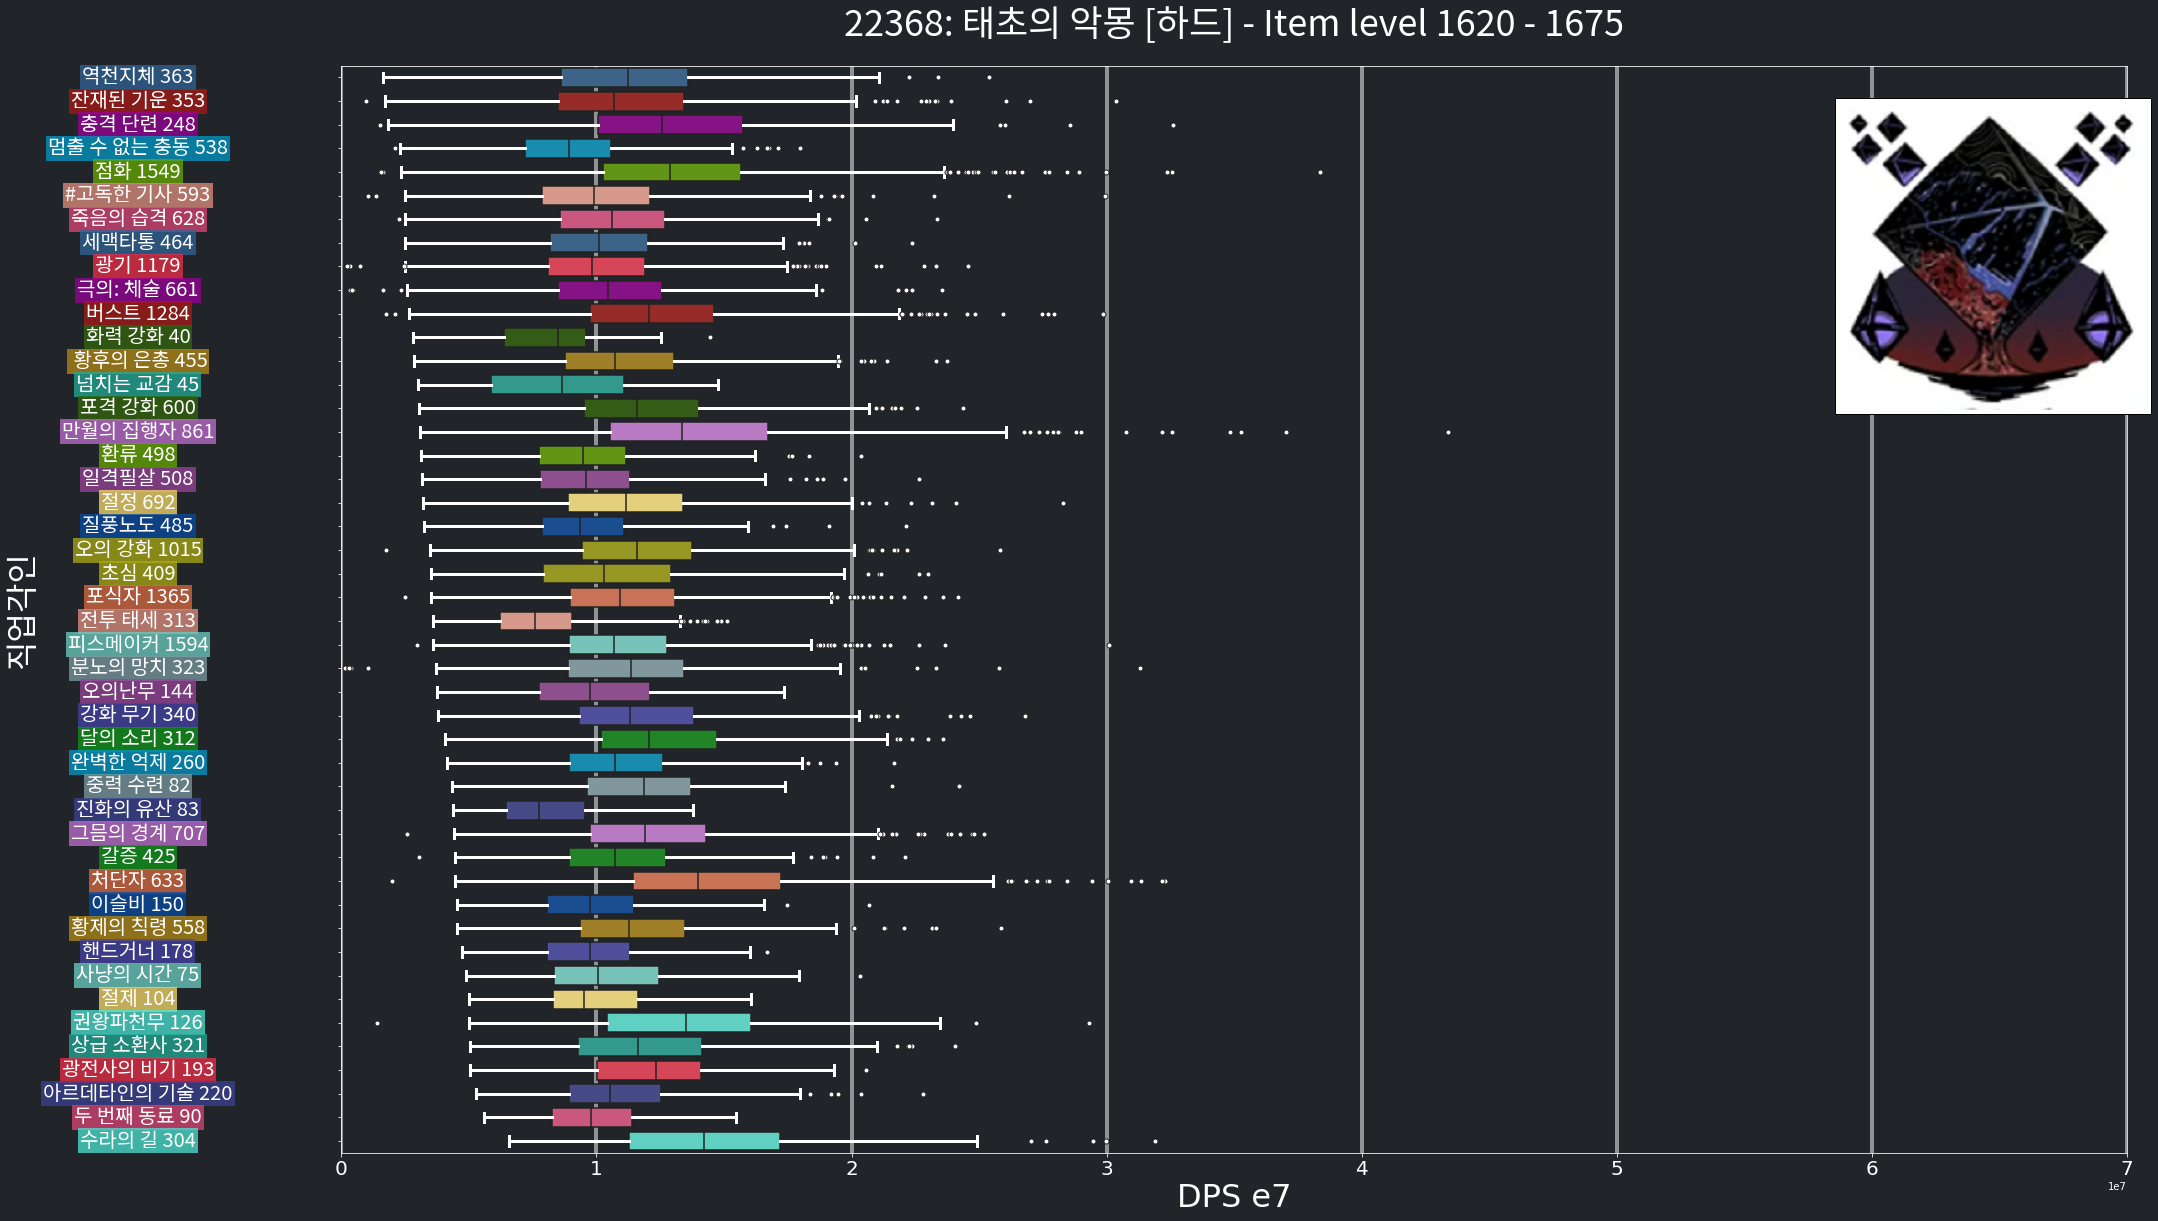 22368: 태초의 악몽 [하드] - Item level 1620 - 1675
직업각인
역천지체 363
잔재된 기운 353
충격 단련 248
멈출 수 없는 충동 538
점화 1549
#고독한 기사 593
죽음의 습격 628
세맥타통 464
광기 1179
극의: 체술 661
버스트 1284
화력 강화 40
황후의 은총 455
넘치는 교감 45
포격 강화 600
만월의 집행자 861
환류 498
일격필살 508
절정 692
질풍노도 485
오의 강화 1015
초심 409
포식자 1365
전투 태세 313
피스메이커 1594
분노의 망치 323
오의난무 144
강화 무기 340
달의 소리 312
완벽한 억제 260
중력 수련 82
진화의 유산 83
그믐의 경계 707
갈증 425
처단자 633
이슬비 150
황제의 칙령 558
핸드거너 178
사냥의 시간 75
절제 104
권왕파천무 126
상급 소환사 321
광전사의 비기 193
아르데타인의 기술 220
두 번째 동료 90
수라의 길 304
0 1 2 3 4 5 6 7
DPS e7
1e7